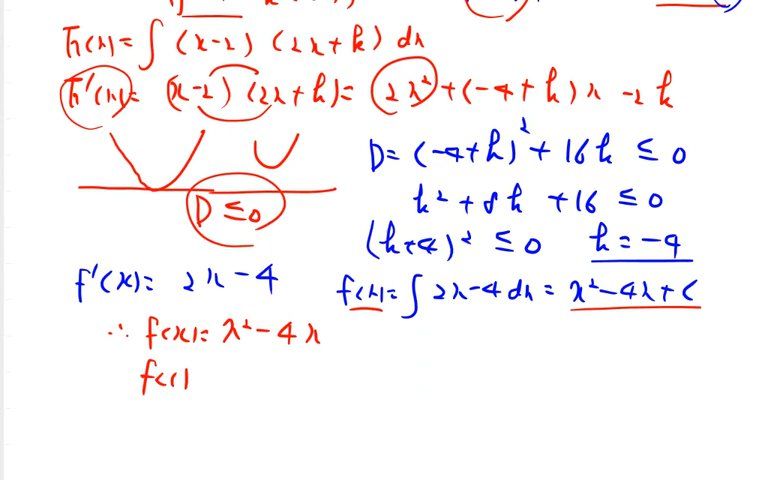 F(x) = ∫ (x-2) (2x+k) dx
F'(x) = (x-2) (2x+k) = 2x² + (-4+k)x - 2k
D = (-4+k)² + 16k ≤ 0
D ≤ 0
k² + 8k + 16 ≤ 0
(k+4)² ≤ 0 k = -4
f'(x) = 2x - 4 f(x) = ∫ 2x - 4 dx = x² - 4x + C
∴ f(x) = x² - 4x
f(